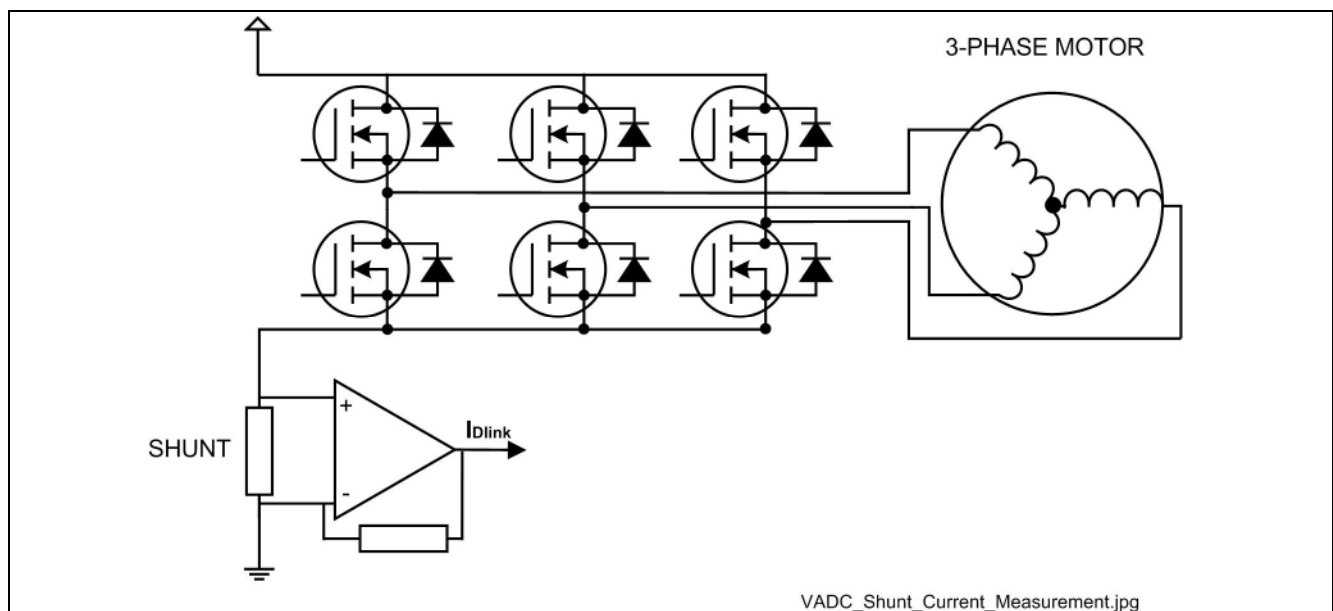 3-PHASE MOTOR
SHUNT
+
-
IDlink
VADC_Shunt_Current_Measurement.jpg